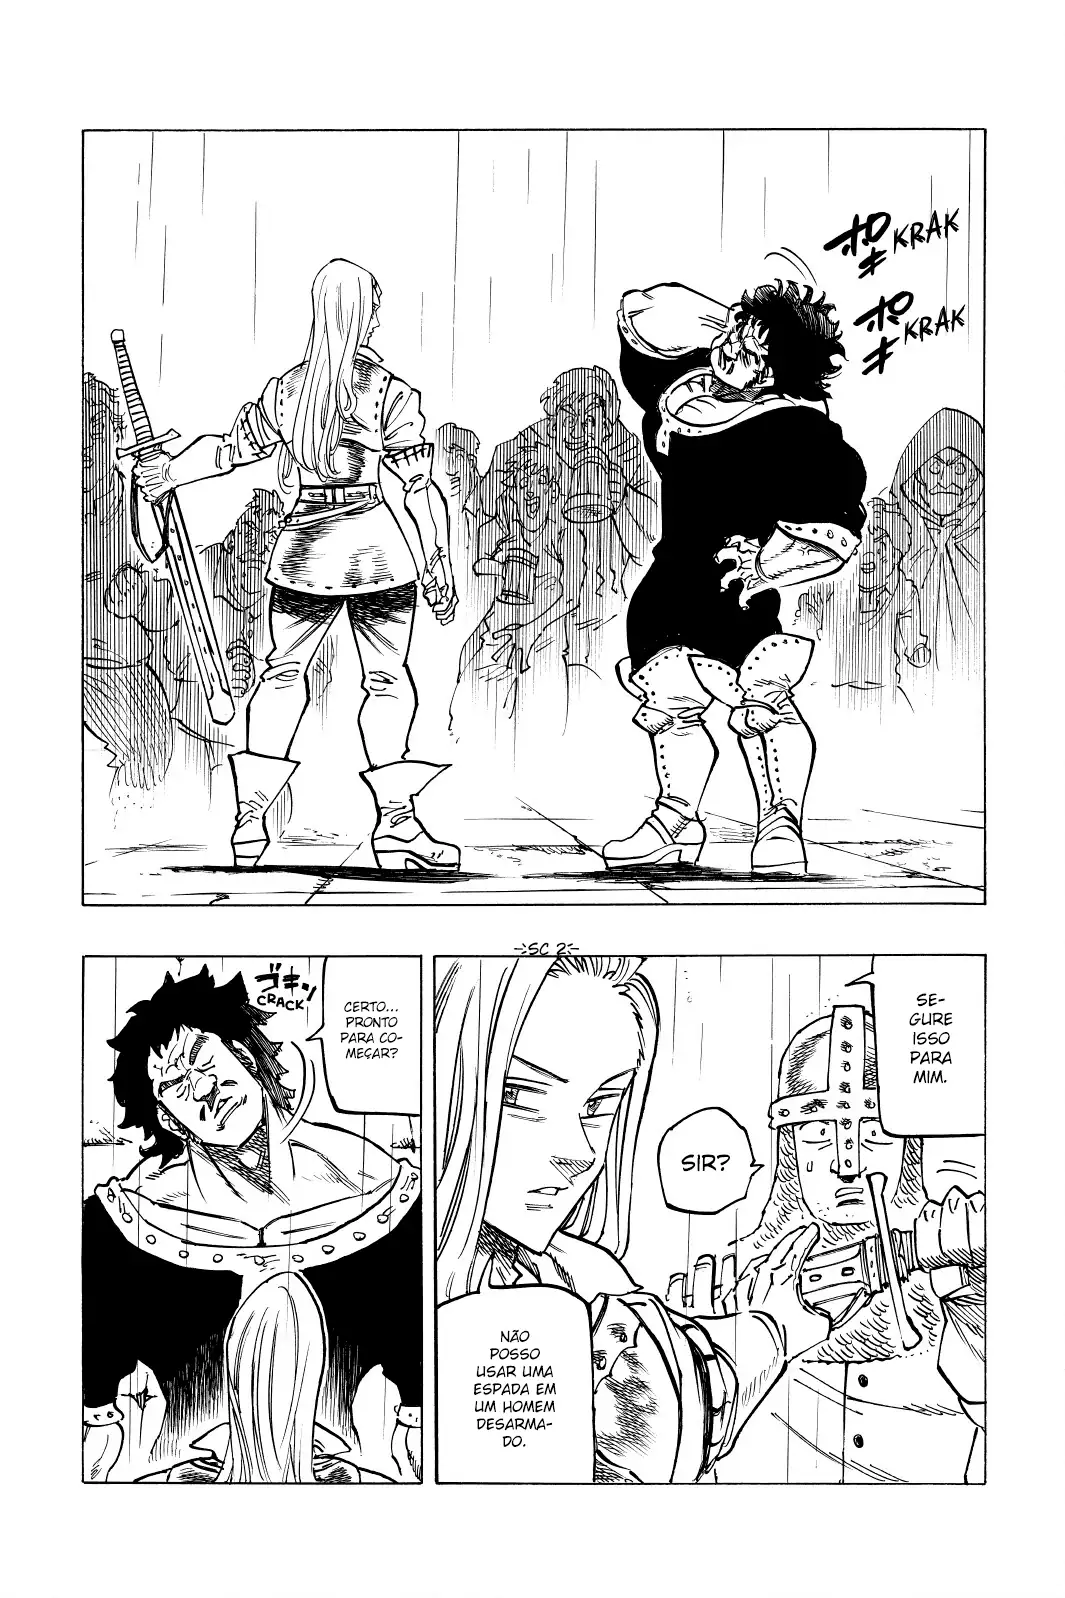 ポキ
KRAK
ポキ
KRAK
SC 2
SE-
GURE
ISSO
PARA
MIM.
SIR?
NÃO
POSSO
USAR UMA
ESPADA EM
UM HOMEM
DESARMA-
DO.
ゴキッ
CRACK
CERTO...
PRONTO
PARA CO-
MEÇAR?